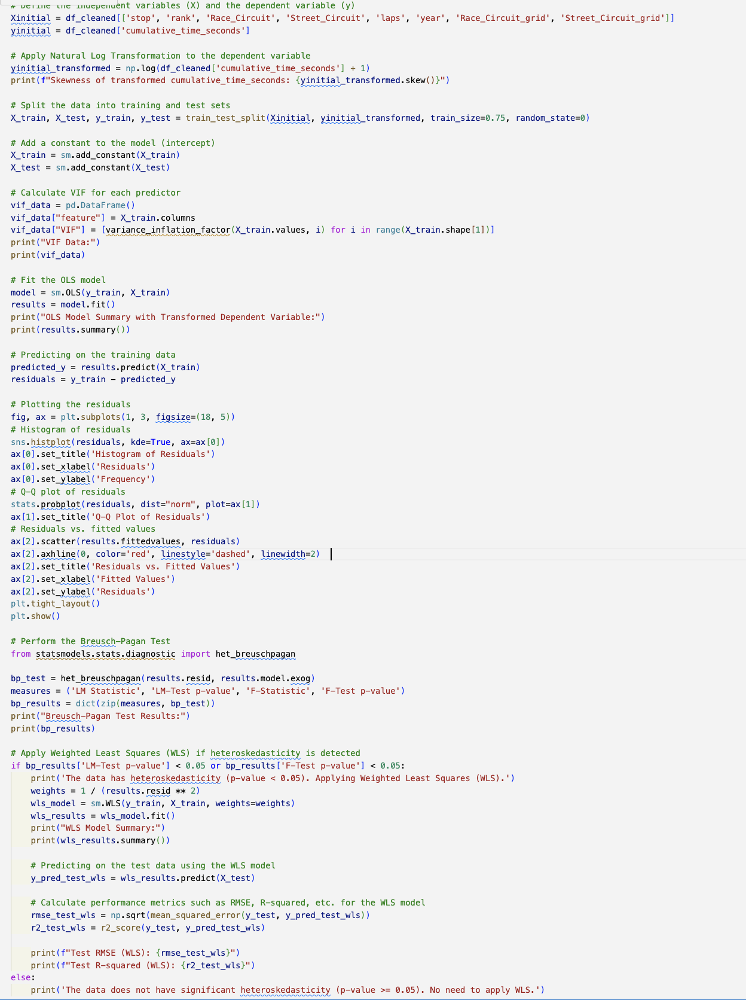 # Define the independent variables (X) and the dependent variable (y)
Xinitial = df_cleaned[['stop', 'rank', 'Race_Circuit', 'Street_Circuit', 'laps', 'year', 'Race_Circuit_grid', 'Street_Circuit_grid']]
yinitial = df_cleaned['cumulative_time_seconds']

# Apply Natural Log Transformation to the dependent variable
yinitial_transformed = np.log(df_cleaned['cumulative_time_seconds'] + 1)
print(f"Skewness of transformed cumulative_time_seconds: {yinitial_transformed.skew()}")

# Split the data into training and test sets
X_train, X_test, y_train, y_test = train_test_split(Xinitial, yinitial_transformed, train_size=0.75, random_state=0)

# Add a constant to the model (intercept)
X_train = sm.add_constant(X_train)
X_test = sm.add_constant(X_test)

# Calculate VIF for each predictor
vif_data = pd.DataFrame()
vif_data["feature"] = X_train.columns
vif_data["VIF"] = [variance_inflation_factor(X_train.values, i) for i in range(X_train.shape[1])]
print("VIF Data:")
print(vif_data)

# Fit the OLS model
model = sm.OLS(y_train, X_train)
results = model.fit()
print("OLS Model Summary with Transformed Dependent Variable:")
print(results.summary())

# Predicting on the training data
predicted_y = results.predict(X_train)
residuals = y_train - predicted_y

# Plotting the residuals
fig, ax = plt.subplots(1, 3, figsize=(18, 5))
# Histogram of residuals
sns.histplot(residuals, kde=True, ax=ax[0])
ax[0].set_title('Histogram of Residuals')
ax[0].set_xlabel('Residuals')
ax[0].set_ylabel('Frequency')
# Q-Q plot of residuals
stats.probplot(residuals, dist="norm", plot=ax[1])
ax[1].set_title('Q-Q Plot of Residuals')
# Residuals vs. fitted values
ax[2].scatter(results.fittedvalues, residuals)
ax[2].axhline(0, color='red', linestyle='dashed', linewidth=2)
ax[2].set_title('Residuals vs. Fitted Values')
ax[2].set_xlabel('Fitted Values')
ax[2].set_ylabel('Residuals')
plt.tight_layout()
plt.show()

# Perform the Breusch-Pagan Test
from statsmodels.stats.diagnostic import het_breuschpagan

bp_test = het_breuschpagan(results.resid, results.model.exog)
measures = ('LM Statistic', 'LM-Test p-value', 'F-Statistic', 'F-Test p-value')
bp_results = dict(zip(measures, bp_test))
print("Breusch-Pagan Test Results:")
print(bp_results)

# Apply Weighted Least Squares (WLS) if heteroskedasticity is detected
if bp_results['LM-Test p-value'] < 0.05 or bp_results['F-Test p-value'] < 0.05:
    print('The data has heteroskedasticity (p-value < 0.05). Applying Weighted Least Squares (WLS).')
    weights = 1 / (results.resid ** 2)
    wls_model = sm.WLS(y_train, X_train, weights=weights)
    wls_results = wls_model.fit()
    print("WLS Model Summary:")
    print(wls_results.summary())

    # Predicting on the test data using the WLS model
    y_pred_test_wls = wls_results.predict(X_test)

    # Calculate performance metrics such as RMSE, R-squared, etc. for the WLS model
    rmse_test_wls = np.sqrt(mean_squared_error(y_test, y_pred_test_wls))
    r2_test_wls = r2_score(y_test, y_pred_test_wls)

    print(f"Test RMSE (WLS): {rmse_test_wls}")
    print(f"Test R-squared (WLS): {r2_test_wls}")
else:
    print('The data does not have significant heteroskedasticity (p-value >= 0.05). No need to apply WLS.')